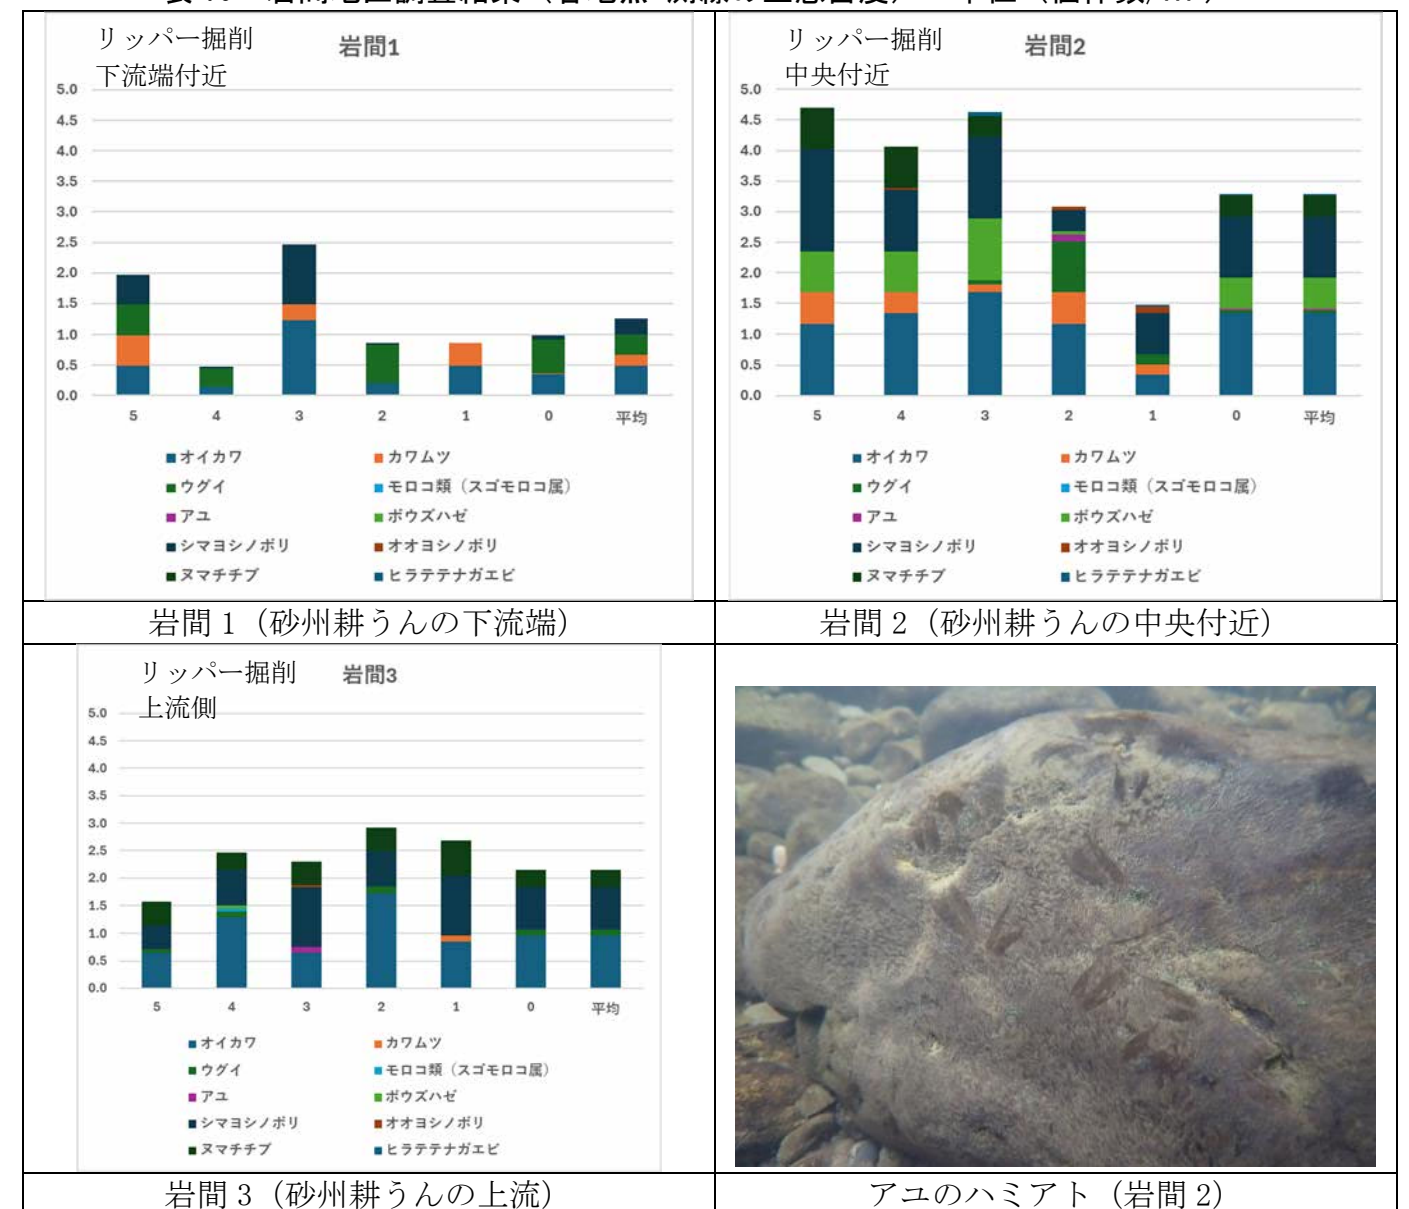 リッパー掘削
下流端付近
岩間1
5.0
4.5
4.0
3.5
3.0
2.5
2.0
1.5
1.0
0.5
0.0
5 4 3 2 1 0 平均
オイカワ カワムツ
ウグイ モロコ類（スゴモロコ属）
アユ ボウズハゼ
シマヨシノボリ オオヨシノボリ
ヌマチチブ ヒラテテナガエビ
岩間 1（砂州耕うんの下流端）
リッパー掘削
中央付近
岩間2
5.0
4.5
4.0
3.5
3.0
2.5
2.0
1.5
1.0
0.5
0.0
5 4 3 2 1 0 平均
オイカワ カワムツ
ウグイ モロコ類（スゴモロコ属）
アユ ボウズハゼ
シマヨシノボリ オオヨシノボリ
ヌマチチブ ヒラテテナガエビ
岩間 2（砂州耕うんの中央付近）
リッパー掘削
上流側
岩間3
5.0
4.5
4.0
3.5
3.0
2.5
2.0
1.5
1.0
0.5
0.0
5 4 3 2 1 0 平均
オイカワ カワムツ
ウグイ モロコ類（スゴモロコ属）
アユ ボウズハゼ
シマヨシノボリ オオヨシノボリ
ヌマチチブ ヒラテテナガエビ
岩間 3（砂州耕うんの上流）
アユのハミアト（岩間 2）